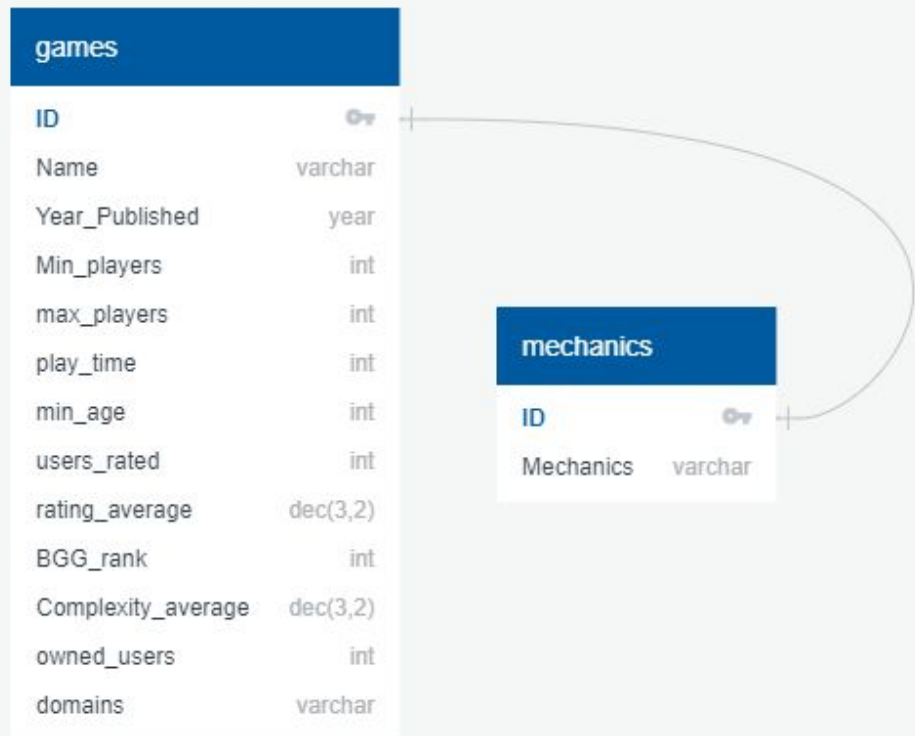 games
ID
Name varchar
Year_Published year
Min_players int
max_players int
play_time int
min_age int
users_rated int
rating_average dec(3,2)
BGG_rank int
Complexity_average dec(3,2)
owned_users int
domains varchar
mechanics
ID
Mechanics varchar